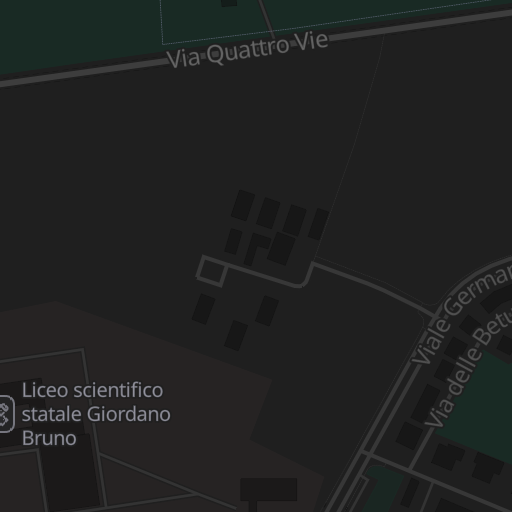 Via Quattro Vie
Viale German
Via delle Betu
Liceo scientifico
statale Giordano
Bruno